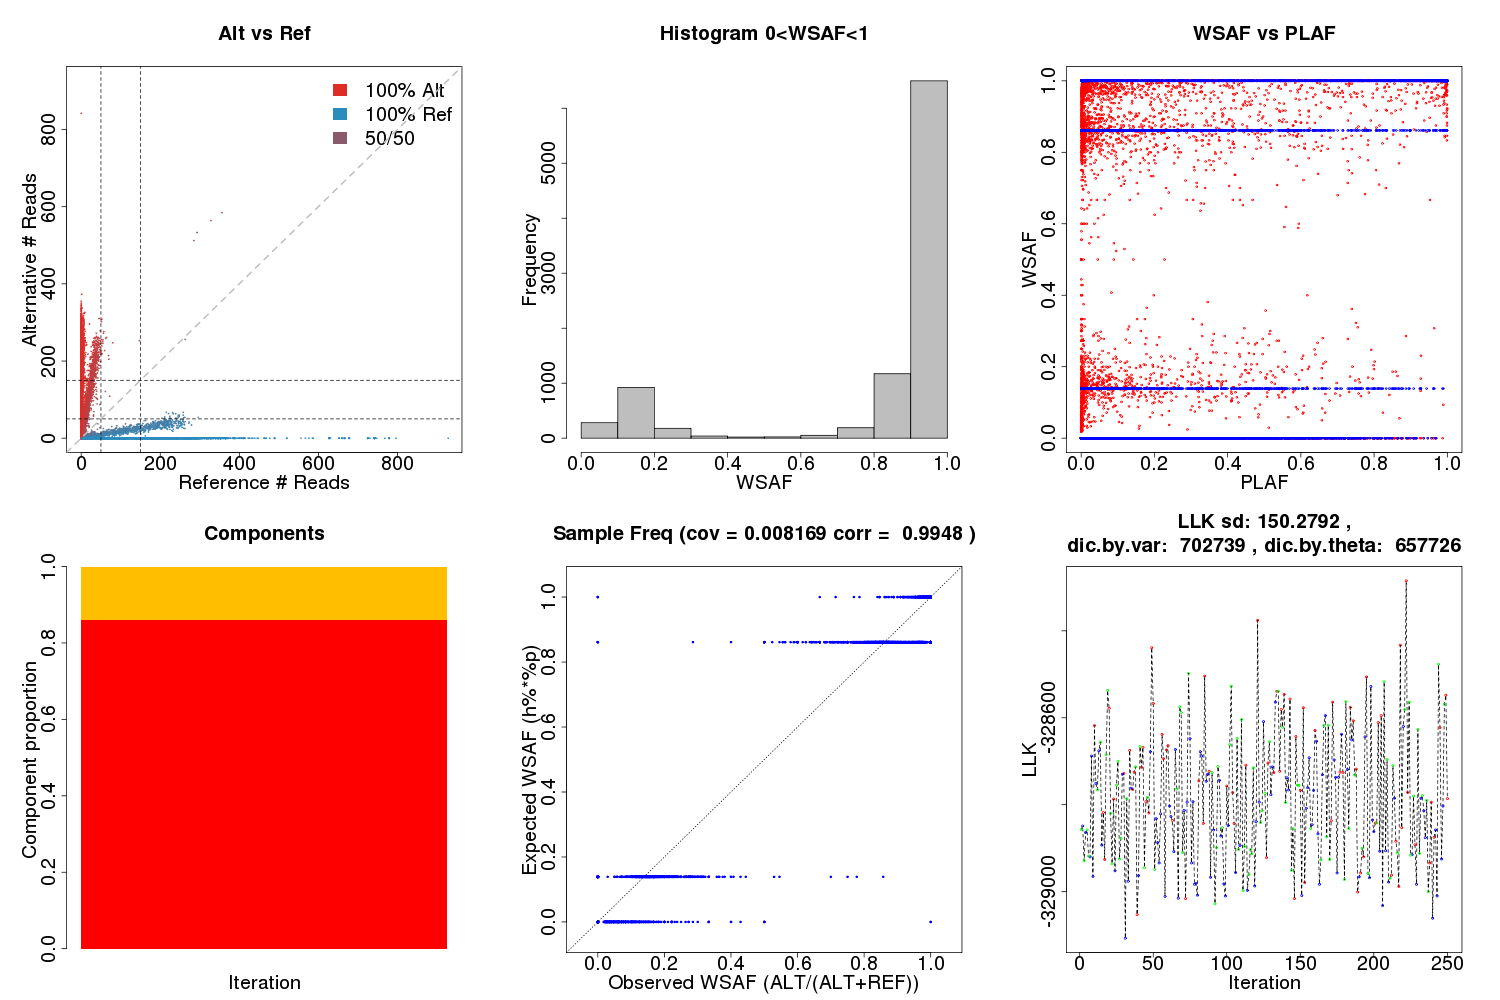 Alt vs Ref
100% Alt
100% Ref
50/50
Alternative # Reads
0 200 400 600 800
0 200 400 600 800
Reference # Reads
Histogram 0<WSAF<1
Frequency
0 1000 3000 5000
0.0 0.2 0.4 0.6 0.8 1.0
WSAF
WSAF vs PLAF
WSAF
0.0 0.2 0.4 0.6 0.8 1.0
0.0 0.2 0.4 0.6 0.8 1.0
PLAF
Components
Component proportion
0.0 0.2 0.4 0.6 0.8 1.0
Iteration
Sample Freq (cov = 0.008169 corr = 0.9948 )
Expected WSAF (h%*%p)
0.0 0.2 0.4 0.6 0.8 1.0
0.0 0.2 0.4 0.6 0.8 1.0
Observed WSAF (ALT/(ALT+REF))
LLK sd: 150.2792 ,
dic.by.var: 702739 , dic.by.theta: 657726
LLK
-329000 -328600
0 50 100 150 200 250
Iteration